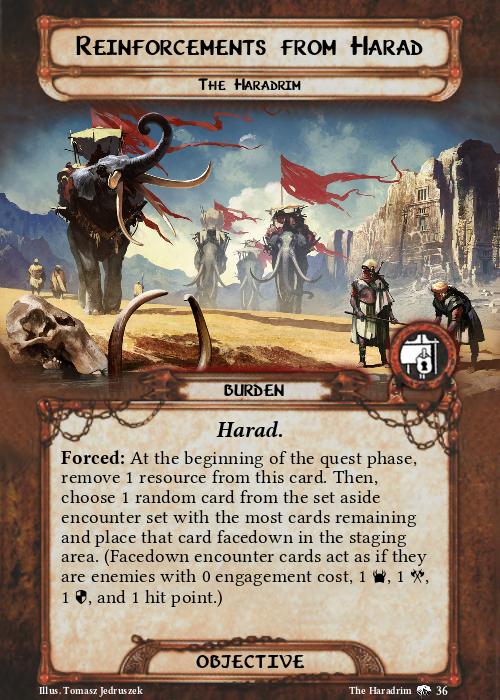 Reinforcements from Harad
The Haradrim
BURDEN
Harad.
Forced: At the beginning of the quest phase,
remove 1 resource from this card. Then,
choose 1 random card from the set aside
encounter set with the most cards remaining
and place that card facedown in the staging
area. (Facedown encounter cards act as if they
are enemies with 0 engagement cost, 1 , 1 ,
1 , and 1 hit point.)
OBJECTIVE
Illus. Tomasz Jedruszek
The Haradrim 36